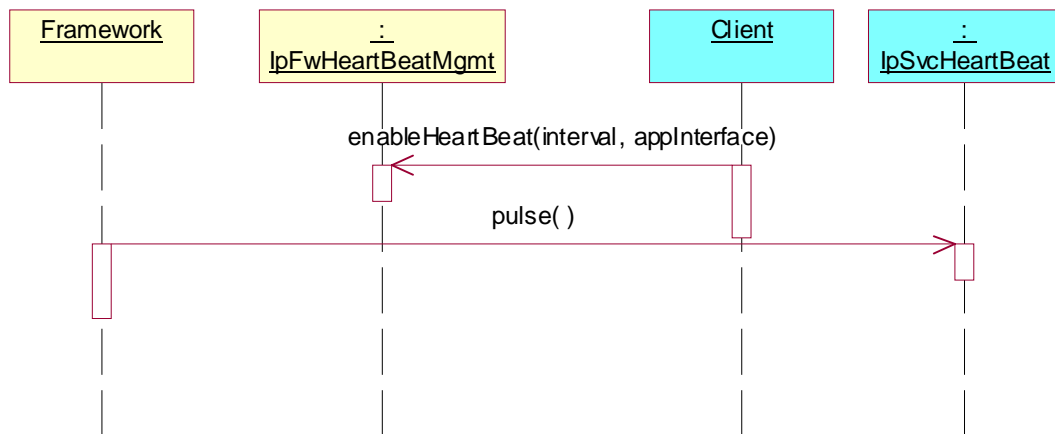 Framework
:
IpFwHeartBeatMgmt
Client
:
IpSvcHeartBeat
enableHeartBeat(interval, appInterface)
pulse( )